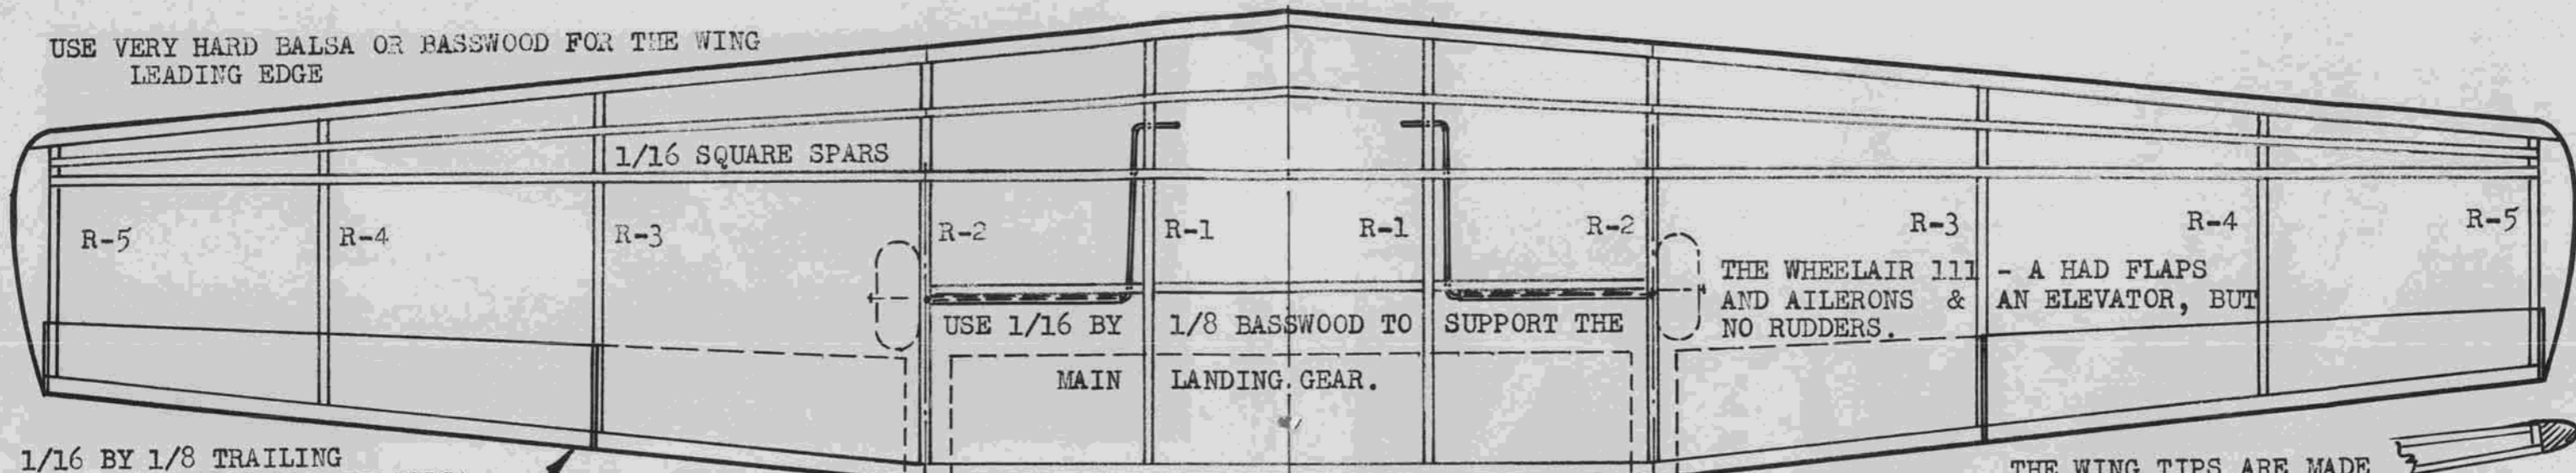 USE VERY HARD BALSA OR BASSWOOD FOR THE WING
LEADING EDGE
1/16 SQUARE SPARS
R-5
R-4
R-3
R-2
R-1
R-1
R-2
R-3
R-4
R-5
THE WHEELAIR 111 - A HAD FLAPS
AND AILERONS & AN ELEVATOR, BUT
NO RUDDERS.
USE 1/16 BY 1/8 BASSWOOD TO SUPPORT THE
MAIN LANDING GEAR.
1/16 BY 1/8 TRAILING
THE WING TIPS ARE MADE